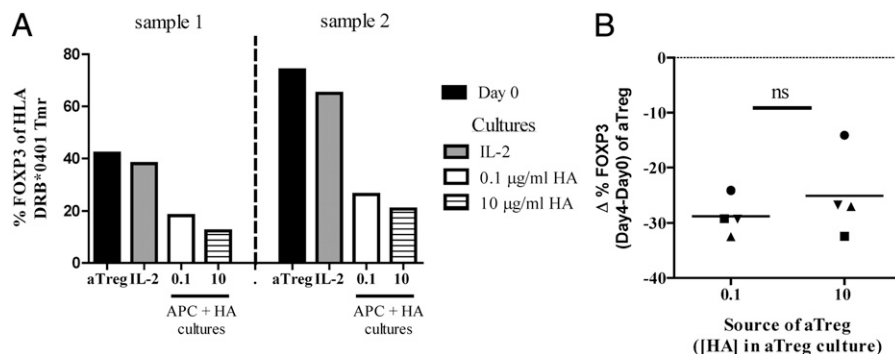 A
sample 1
sample 2
% FOXP3 of HLA
DRB*0401 Tmr
80
60
40
20
0
aTreg IL-2 0.1 10 . aTreg IL-2 0.1 10
APC + HA
cultures
APC + HA
cultures
Day 0
Cultures
IL-2
0.1 µg/ml HA
10 µg/ml HA
B
Δ % FOXP3
(Day4-Day0) of aTreg
0
-10
-20
-30
-40
ns
0.1 10
Source of aTreg
([HA] in aTreg culture)